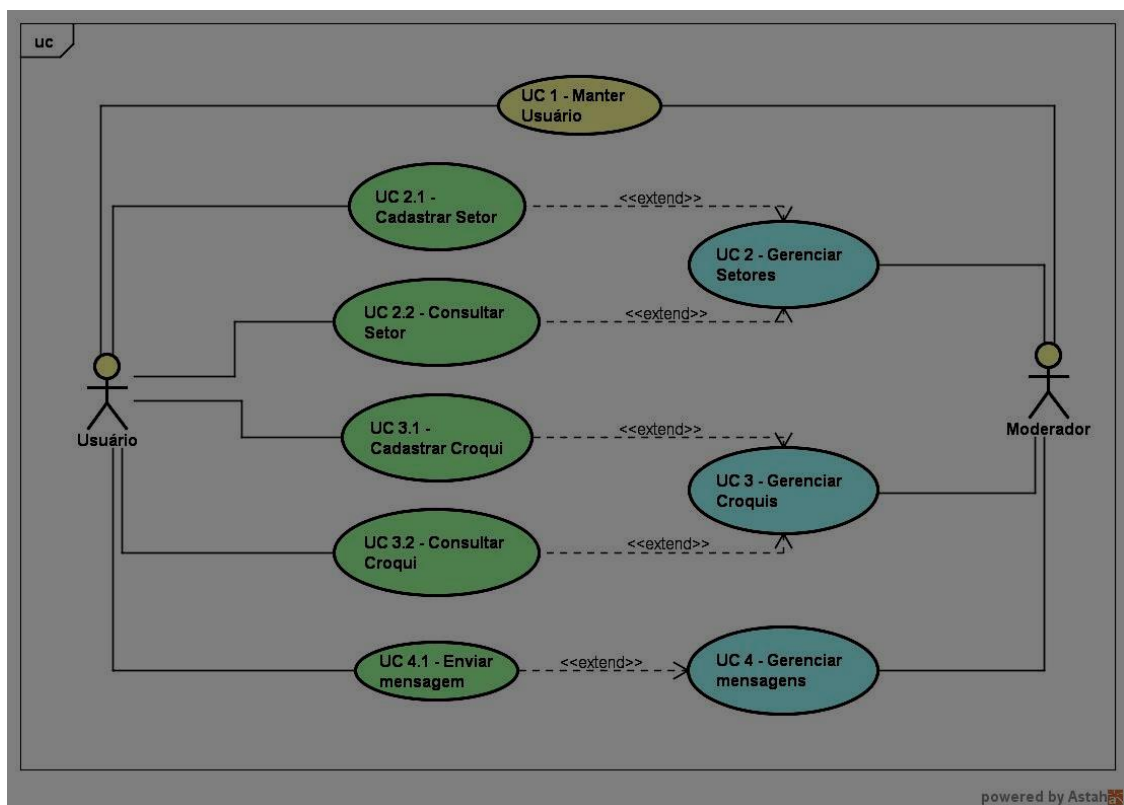 uc
UC 1 - Manter
Usuário
UC 2.1 -
Cadastrar Setor
<<extend>>
UC 2 - Gerenciar
Setores
UC 2.2 - Consultar
Setor
<<extend>>
Usuário
Moderador
UC 3.1 -
Cadastrar Croqui
<<extend>>
UC 3 - Gerenciar
Croquis
UC 3.2 - Consultar
Croqui
<<extend>>
UC 4.1 - Enviar
mensagem
<<extend>>
UC 4 - Gerenciar
mensagens
powered by Astah